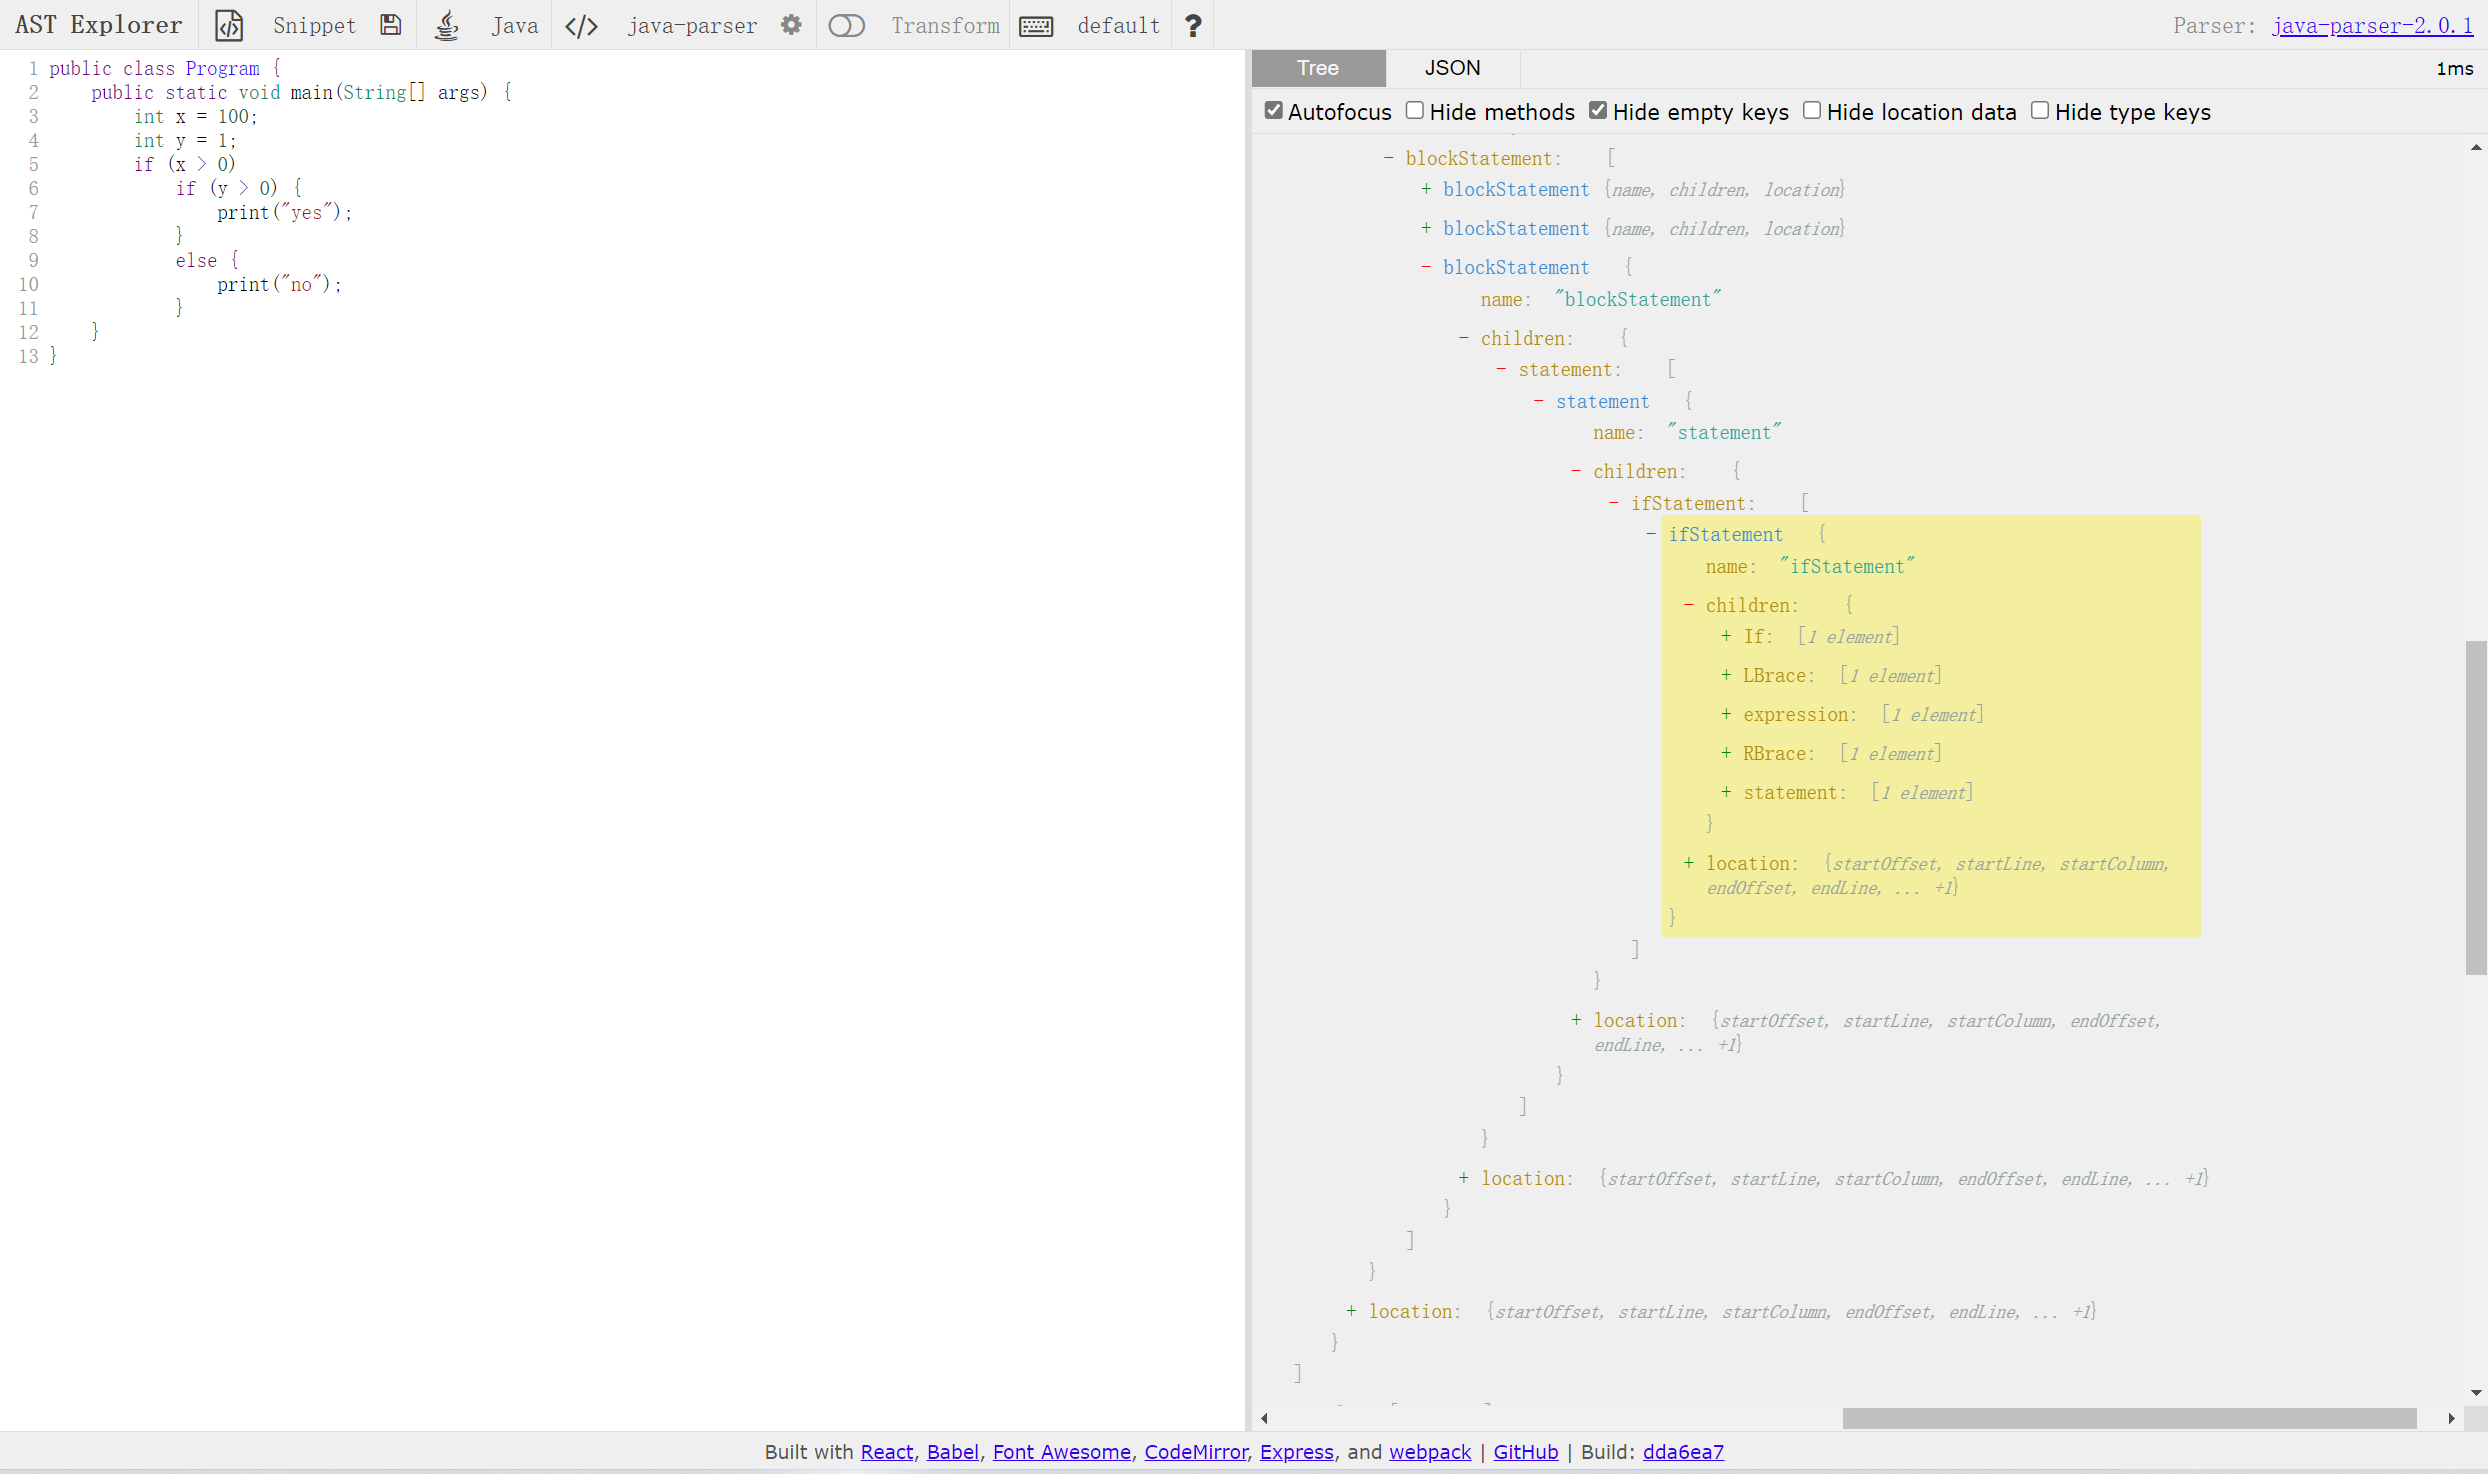 AST Explorer Snippet Java </> java-parser Transform default ? Parser: java-parser-2.0.1
1 public class Program {
2 public static void main(String[] args) {
3 int x = 100;
4 int y = 1;
5 if (x > 0)
6 if (y > 0) {
7 print("yes");
8 }
9 else {
10 print("no");
11 }
12 }
13 }
Tree JSON 1ms
Autofocus Hide methods Hide empty keys Hide location data Hide type keys
- blockStatement: [
+ blockStatement {name, children, location}
+ blockStatement {name, children, location}
- blockStatement {
name: "blockStatement"
- children: {
- statement: [
- statement {
name: "statement"
- children: {
- ifStatement: [
- ifStatement {
name: "ifStatement"
- children: {
+ If: [1 element]
+ LBrace: [1 element]
+ expression: [1 element]
+ RBrace: [1 element]
+ statement: [1 element]
}
+ location: {startOffset, startLine, startColumn,
endOffset, endLine, ... +1}
}
]
}
+ location: {startOffset, startLine, startColumn, endOffset,
endLine, ... +1}
}
]
}
+ location: {startOffset, startLine, startColumn, endOffset, endLine, ... +1}
}
]
}
+ location: {startOffset, startLine, startColumn, endOffset, endLine, ... +1}
}
]
Built with React, Babel, Font Awesome, CodeMirror, Express, and webpack | GitHub | Build: dda6ea7